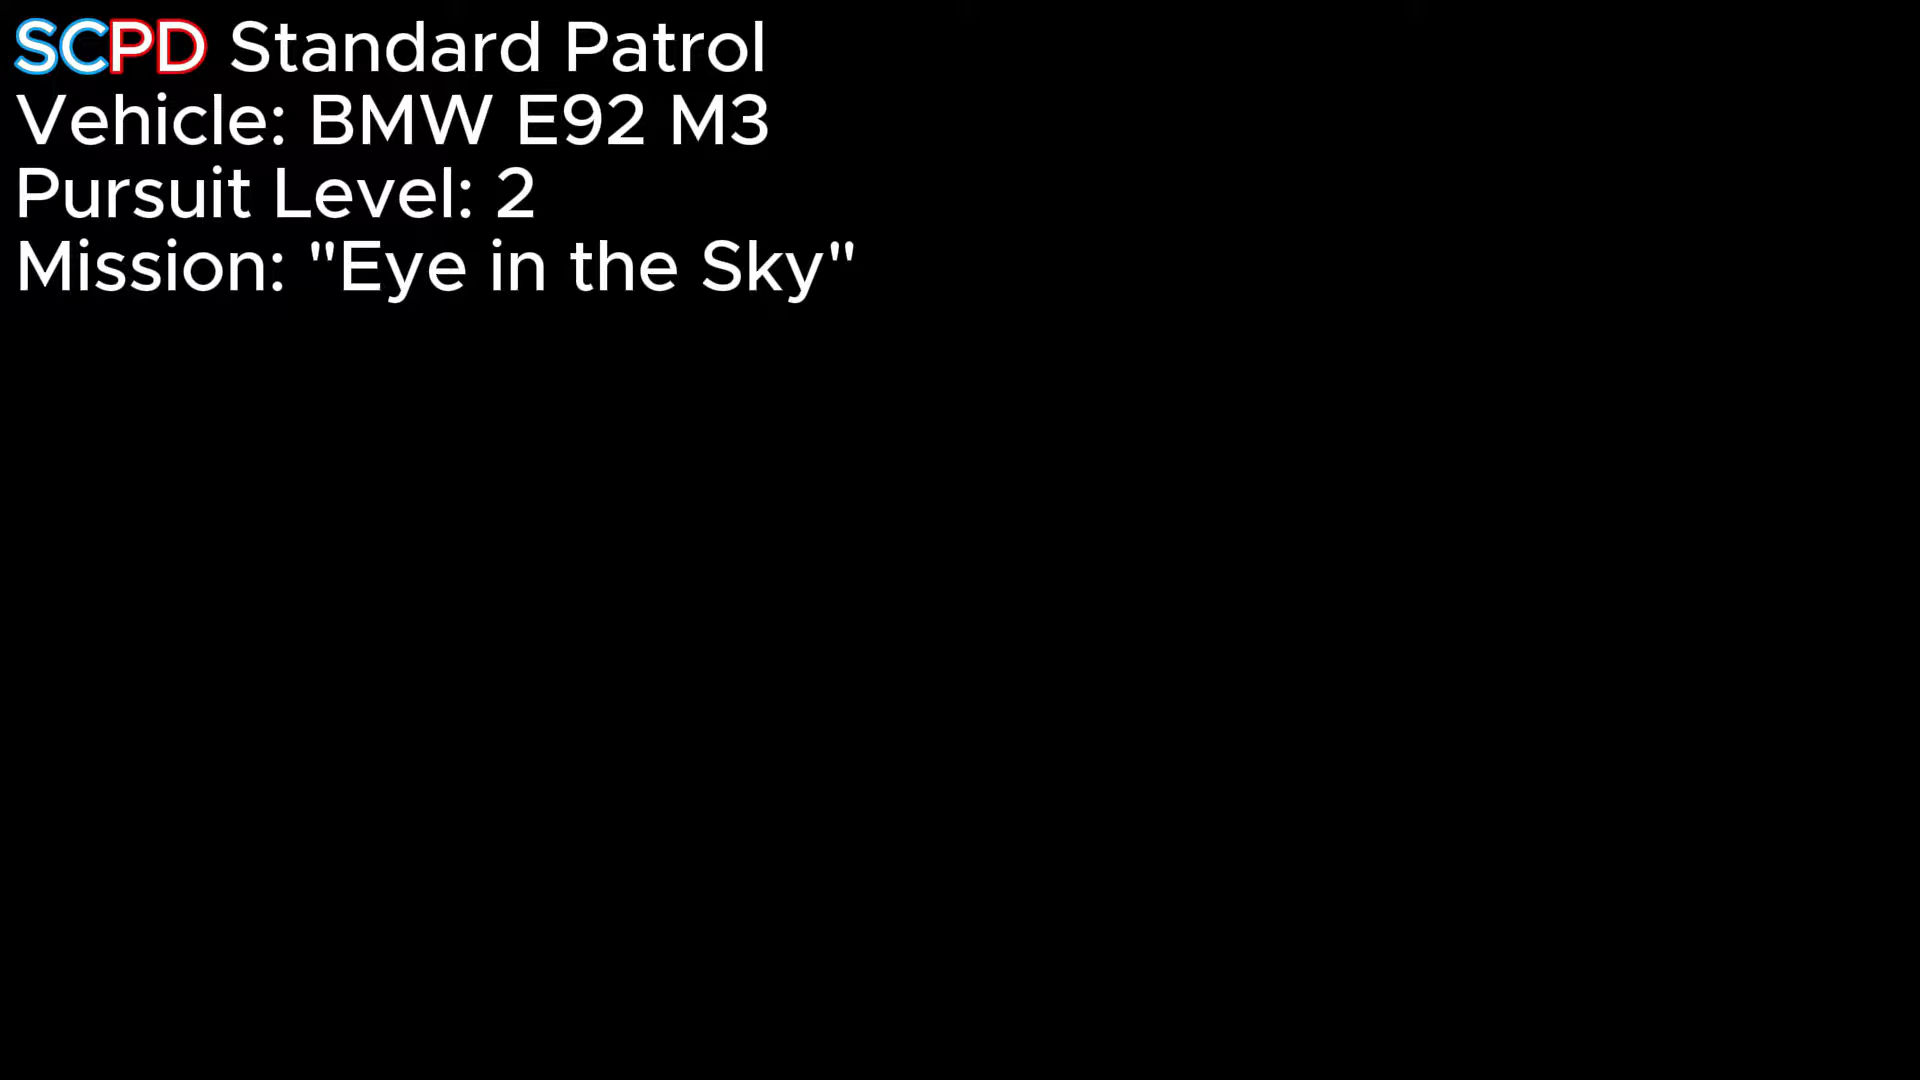 SCPD Standard Patrol
Vehicle: BMW E92 M3
Pursuit Level: 2
Mission: "Eye in the Sky"